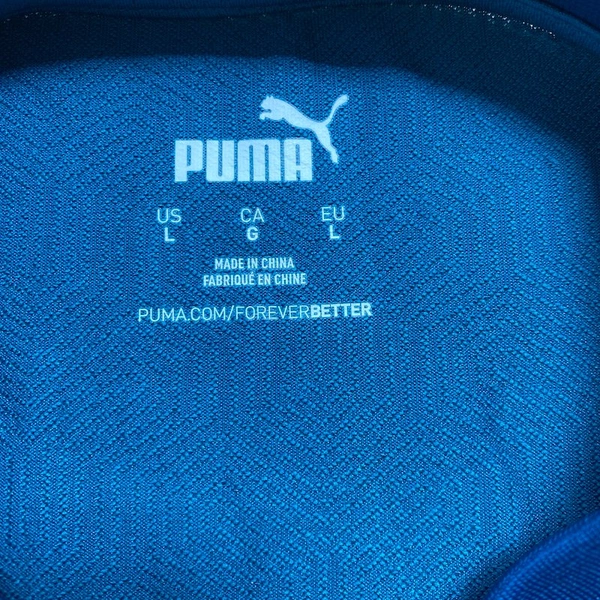 PUMA
US CA EU
L G L
MADE IN CHINA
FABRIQUÉ EN CHINE
PUMA.COM/FOREVERBETTER